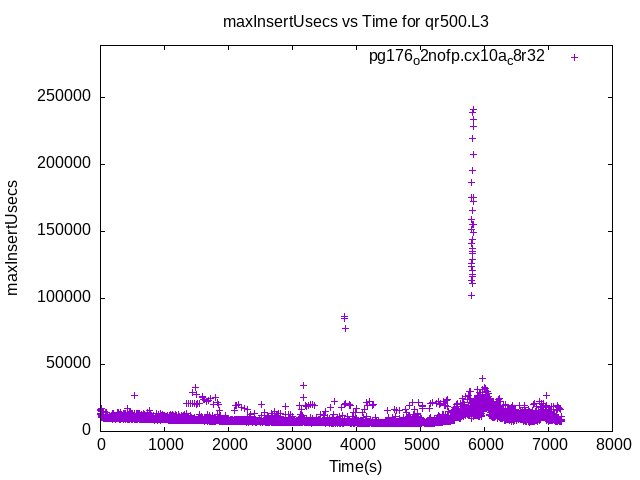 maxInsertUsecs vs Time for qr500.L3
pg176o2nofp.cx10ac8r32
250000
200000
150000
100000
50000
0
maxInsertUsecs
0 1000 2000 3000 4000 5000 6000 7000 8000
Time(s)